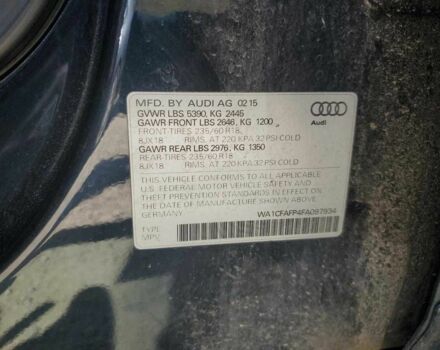 MFD. BY AUDI AG 02 15
GVWR LBS 5390, KG 2445
GAWR FRONT LBS 2646, KG 1200
FRONT-TIRES 235/60 R18,
8JX18 RIMS, AT 220 KPA/32 PSI COLD
GAWR REAR LBS 2976, KG 1350
REAR-TIRES 235/60 R18
8JX18 RIMS, AT 220 KPA/32 PSI COLD
Audi
THIS VEHICLE CONFORMS TO ALL APPLICABLE
U.S. FEDERAL MOTOR VEHICLE SAFETY AND
THEFT PREVENTION STANDARDS IN EFFECT
ON THE DATE OF MANUFACTURE SHOWN ABOVE
GERMANY WA1CFAFP4FA097934
TYPE:
MPV